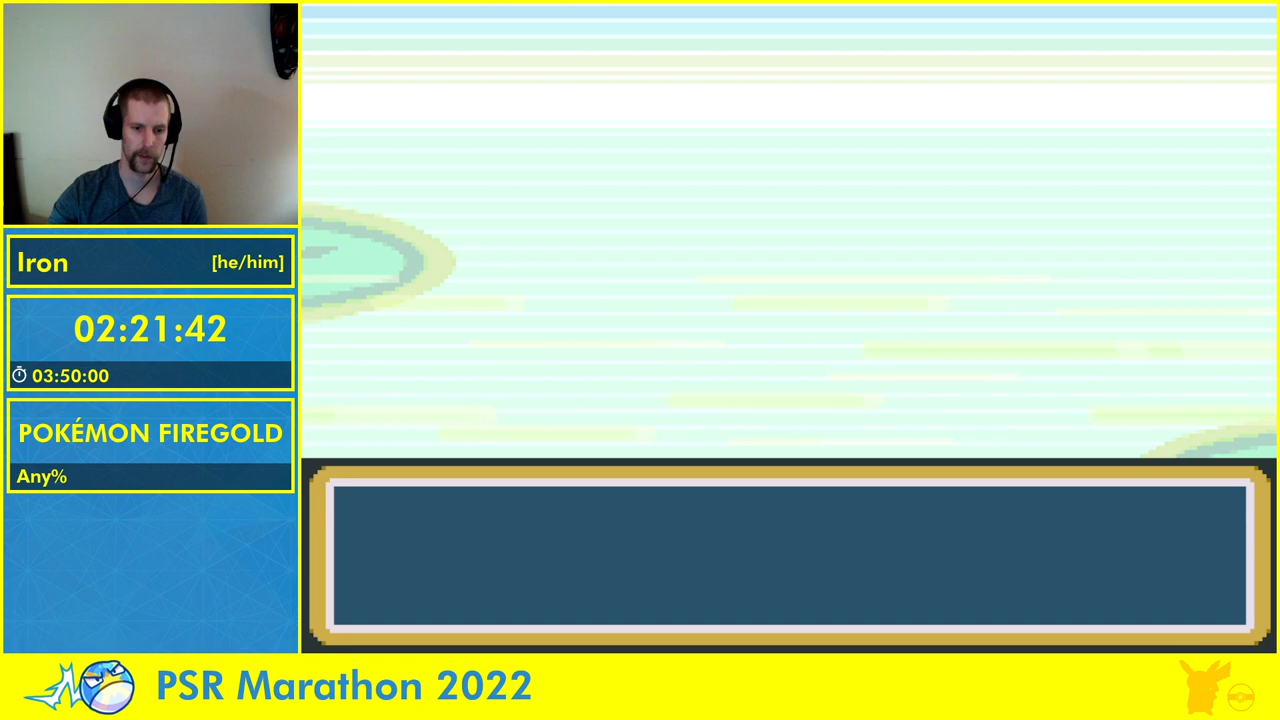 Iron [he/him]
02:21:42
03:50:00
POKÉMON FIREGOLD
Any%
PSR Marathon 2022